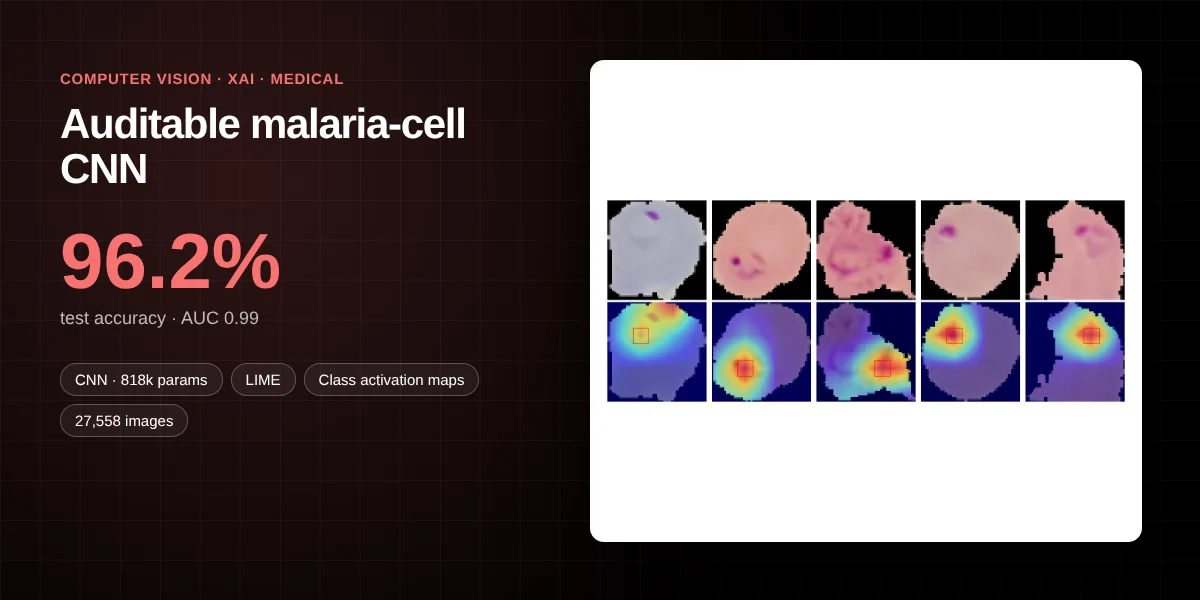 COMPUTER VISION · XAI · MEDICAL
Auditable malaria-cell
CNN
96.2%
test accuracy · AUC 0.99
CNN · 818k params
LIME
Class activation maps
27,558 images